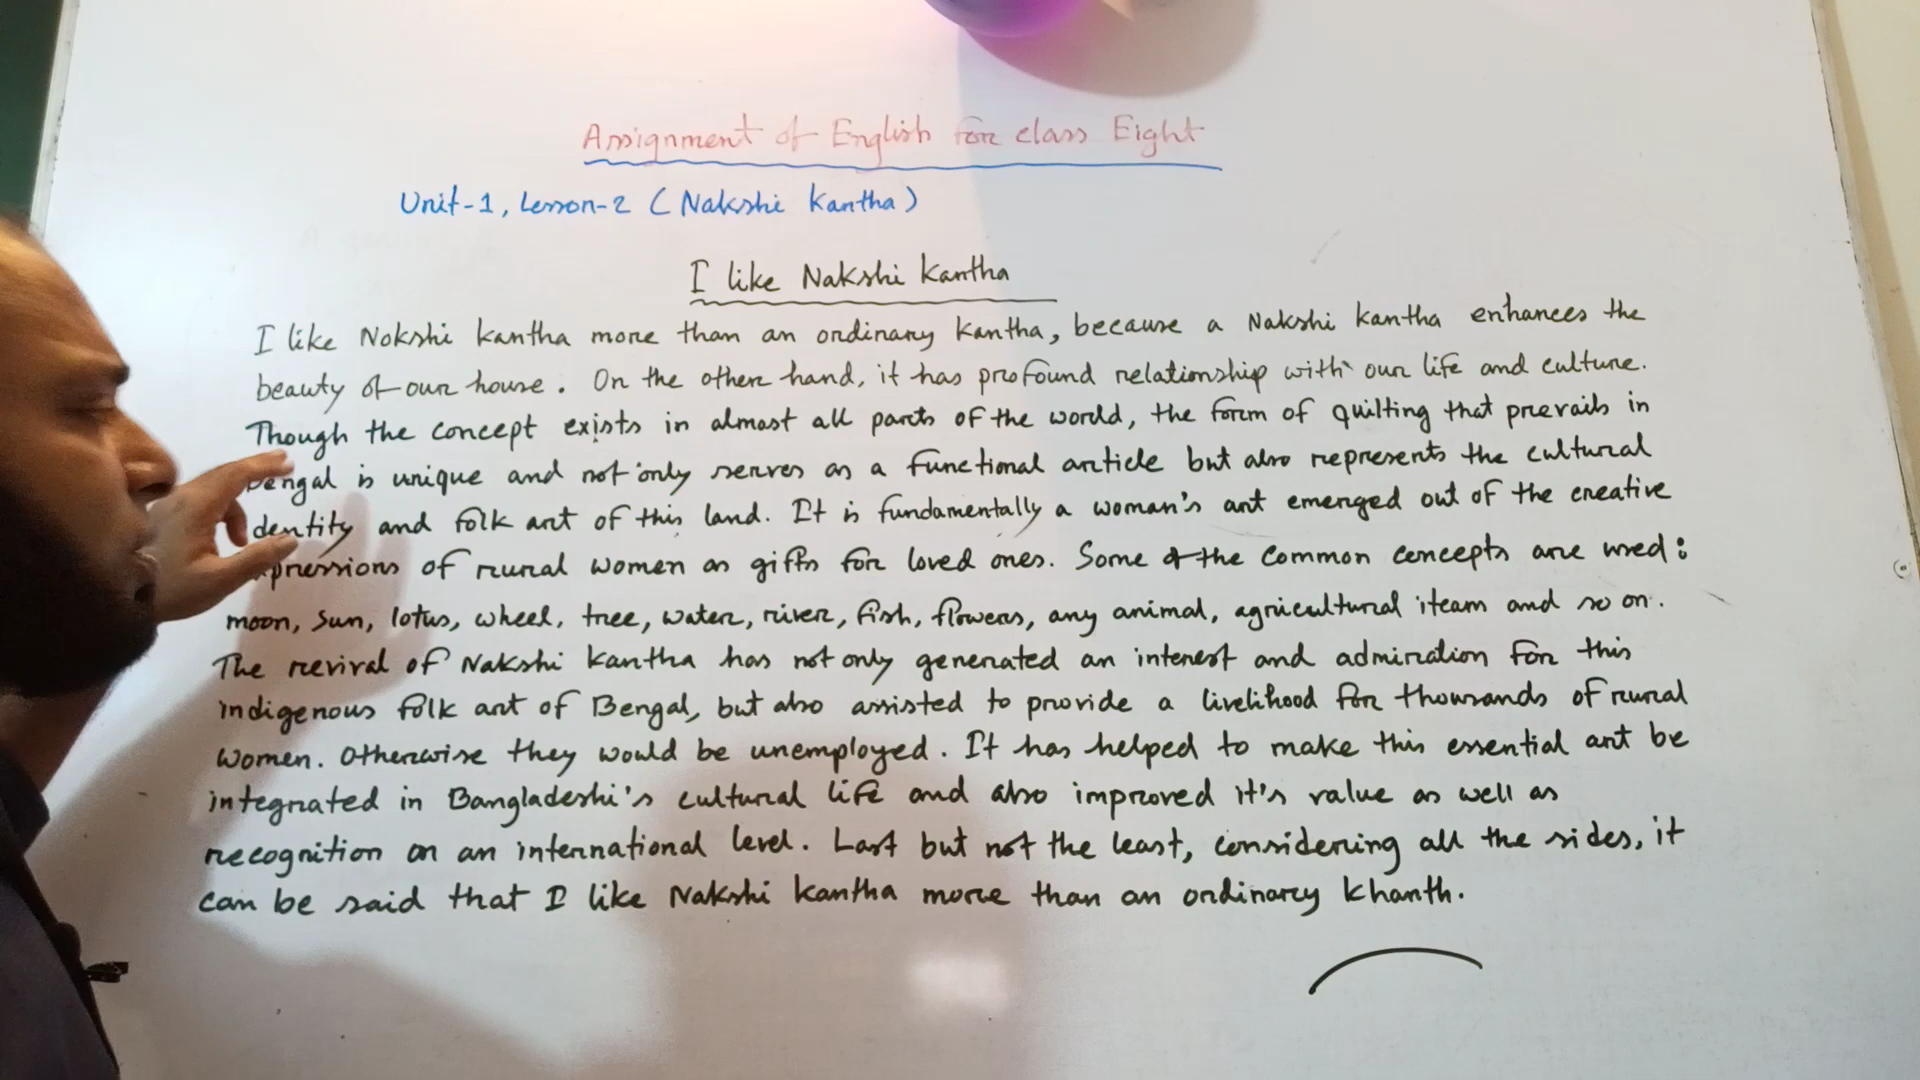 Assignment of English for class Eight
Unit-1, Lesson-2 (Nakshi Kantha)
I like Nakshi Kantha
I like Nokshi kantha more than an ordinary kantha, because a Nakshi kantha enhances the
beauty of our house. On the other hand, it has profound relationship with our life and culture.
Though the concept exists in almost all parts of the world, the form of quilting that prevails in
Bengal is unique and not only serves as a functional article but also represents the cultural
dentity and folk art of this land. It is fundamentally a woman's art emerged out of the creative
pressions of rural women as gifts for loved ones. Some of the common concepts are used:
moon, sun, lotus, wheel, tree, water, river, fish, flowers, any animal, agricultural iteam and so on.
The revival of Nakshi kantha has not only generated an interest and admiration for this
indigenous folk art of Bengal, but also assisted to provide a livelihood for thousands of rural
women. Otherwise they would be unemployed. It has helped to make this essential art be
integrated in Bangladeshi's cultural life and also improved it's value as well as
recognition on an international level. Last but not the least, considering all the sides, it
can be said that I like Nakshi kantha more than an ordinary khanth.